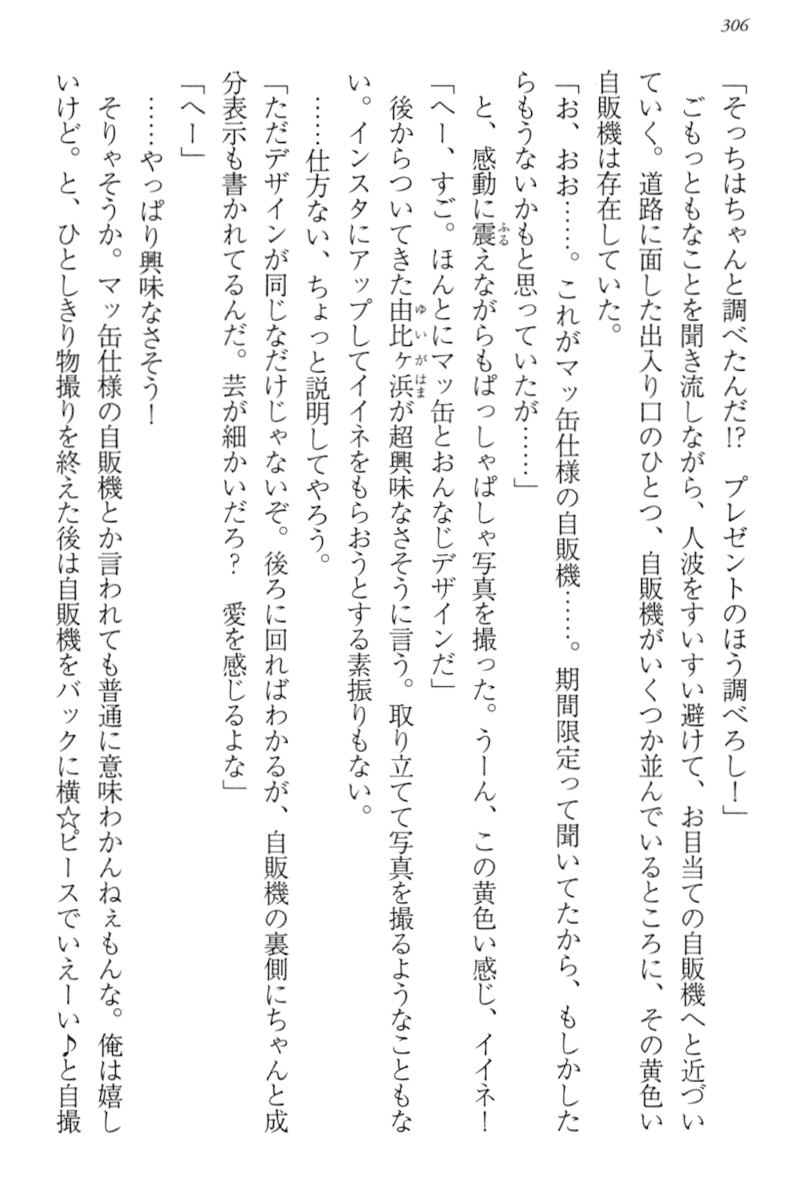 306
「そっちはちゃんと調べたんだ!?　プレゼントのほう調べろし！」
　ごもっともなことを聞き流しながら、人波をすいすい避けて、お目当ての自販機へと近づい
ていく。道路に面した出入り口のひとつ、自販機がいくつか並んでいるところに、その黄色い
自販機は存在していた。
「お、おお……。これがマッ缶仕様の自販機……。期間限定って聞いてたから、もしかした
らもうないかもと思っていたが……」
　と、感動に震えながらもぱっしゃぱしゃ写真を撮った。うーん、この黄色い感じ、イイネ！
「へー、すご。ほんとにマッ缶とおんなじデザインだ」
　後からついてきた由比ヶ浜が超興味なさそうに言う。取り立てて写真を撮るようなこともな
い。インスタにアップしてイイネをもらおうとする素振りもない。
　……仕方ない、ちょっと説明してやろう。
「ただデザインが同じなだけじゃないぞ。後ろに回ればわかるが、自販機の裏側にちゃんと成
分表示も書かれてるんだ。芸が細かいだろ？　愛を感じるよな」
「へー」
　……やっぱり興味なさそう！
　そりゃそうか。マッ缶仕様の自販機とか言われても普通に意味わかんねぇもんな。俺は嬉し
いけど。と、ひとしきり物撮りを終えた後は自販機をバックに横☆ピースでいえーい♪と自撮